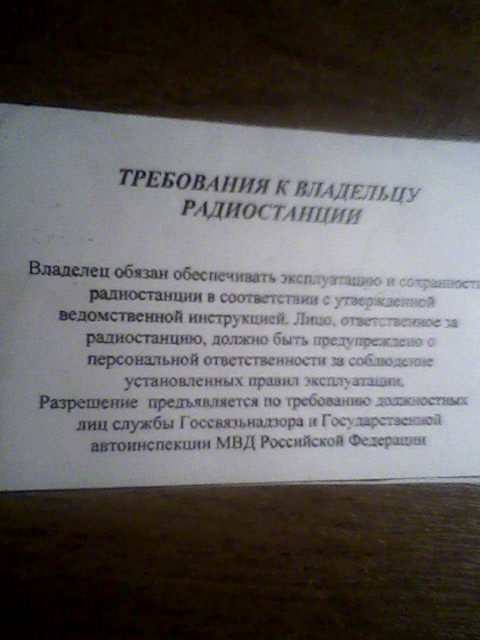 ТРЕБОВАНИЯ К ВЛАДЕЛЬЦУ
РАДИОСТАНЦИИ
Владелец обязан обеспечивать эксплуатацию и сохранность
радиостанции в соответствии с утвержденной
ведомственной инструкцией. Лицо, ответственное за
радиостанцию, должно быть предупреждено о
персональной ответственности за соблюдение
установленных правил эксплуатации.
Разрешение предъявляется по требованию должностных
лиц службы Госсвязьнадзора и Государственной
автоинспекции МВД Российской Федерации